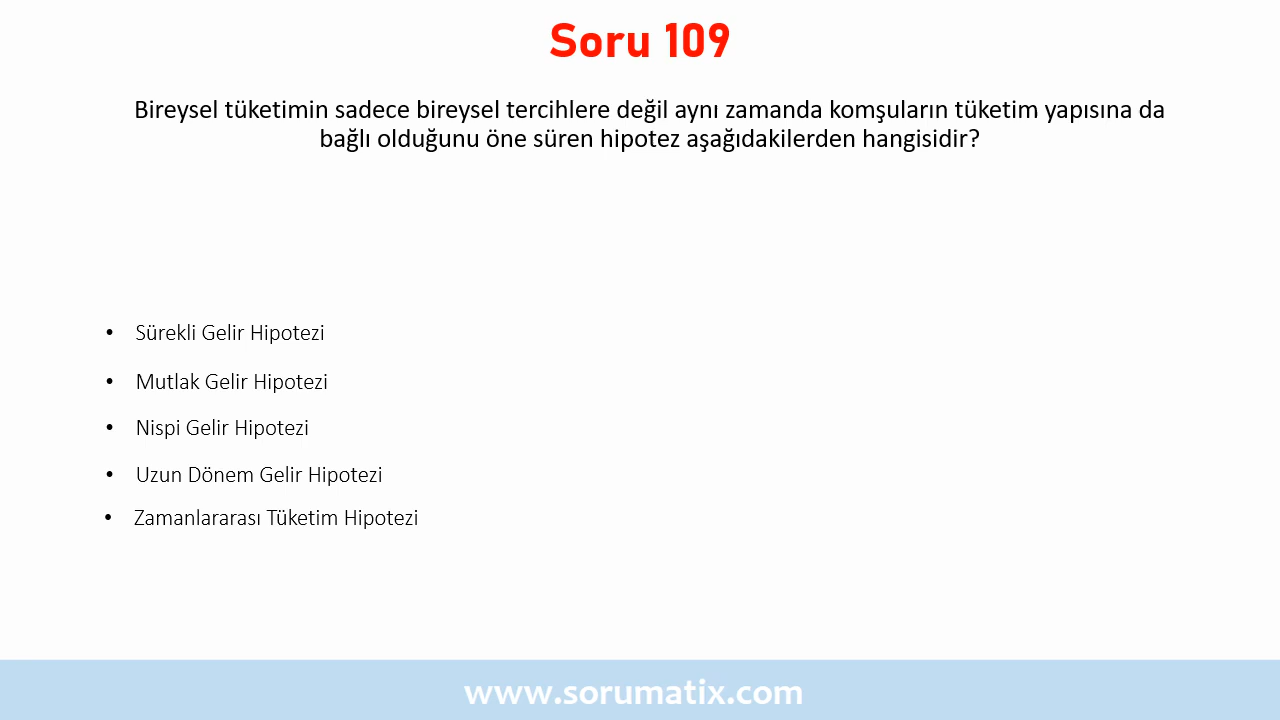 Soru 109
Bireysel tüketimin sadece bireysel tercihlere değil aynı zamanda komşuların tüketim yapısına da
bağlı olduğunu öne süren hipotez aşağıdakilerden hangisidir?
• Sürekli Gelir Hipotezi
• Mutlak Gelir Hipotezi
• Nispi Gelir Hipotezi
• Uzun Dönem Gelir Hipotezi
• Zamanlararası Tüketim Hipotezi
www.sorumatix.com